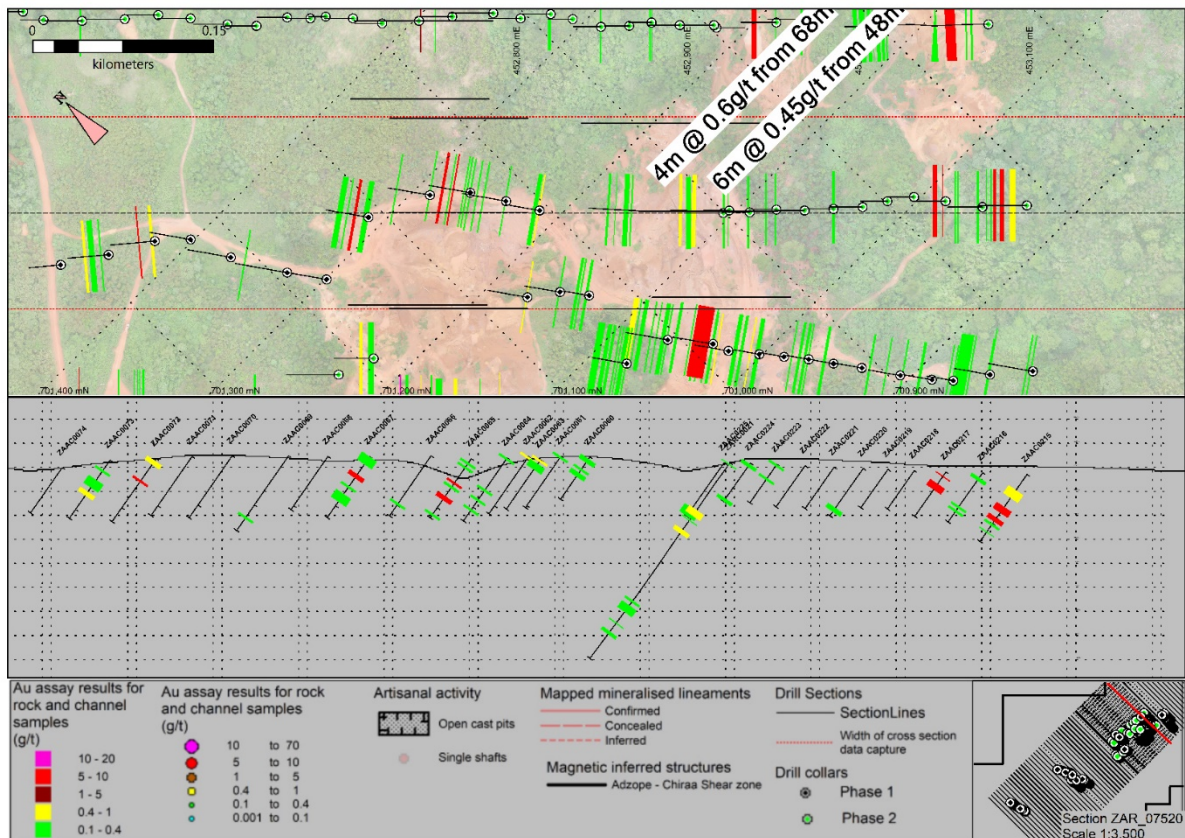 0
0.15
kilometers
N
452,800 mE
452,900 mE
453,100 mE
4m @ 0.6g/t from 68m
6m @ 0.45g/t from 48m
701,400 mN
701,300 mN
701,200 mN
701,100 mN
701,000 mN
700,900 mN
ZAAC0074
ZAAC0073
ZAAC0072
ZAAC0071
ZAAC0070
ZAAC0069
ZAAC0068
ZAAC0067
ZAAC0066
ZAAC0065
ZAAC0064
ZAAC0062
ZAAC0061
ZAAC0060
ZAAC0224
ZAAC0223
ZAAC0222
ZAAC0221
ZAAC0220
ZAAC0219
ZAAC0218
ZAAC0216
ZAAC0215
Au assay results for
rock and channel
samples
(g/t)
10 - 20
5 - 10
1 - 5
0.4 - 1
0.1 - 0.4
Au assay results for rock
and channel samples
(g/t)
10 to 70
5 to 10
1 to 5
0.4 to 1
0.1 to 0.4
0.001 to 0.1
Artisanal activity
Open cast pits
Single shafts
Mapped mineralised lineaments
Confirmed
Concealed
Inferred
Magnetic inferred structures
Adzope - Chiraa Shear zone
Drill Sections
SectionLines
Width of cross section
data capture
Drill collars
Phase 1
Phase 2
Section ZAR_07520
Scale 1:3,500